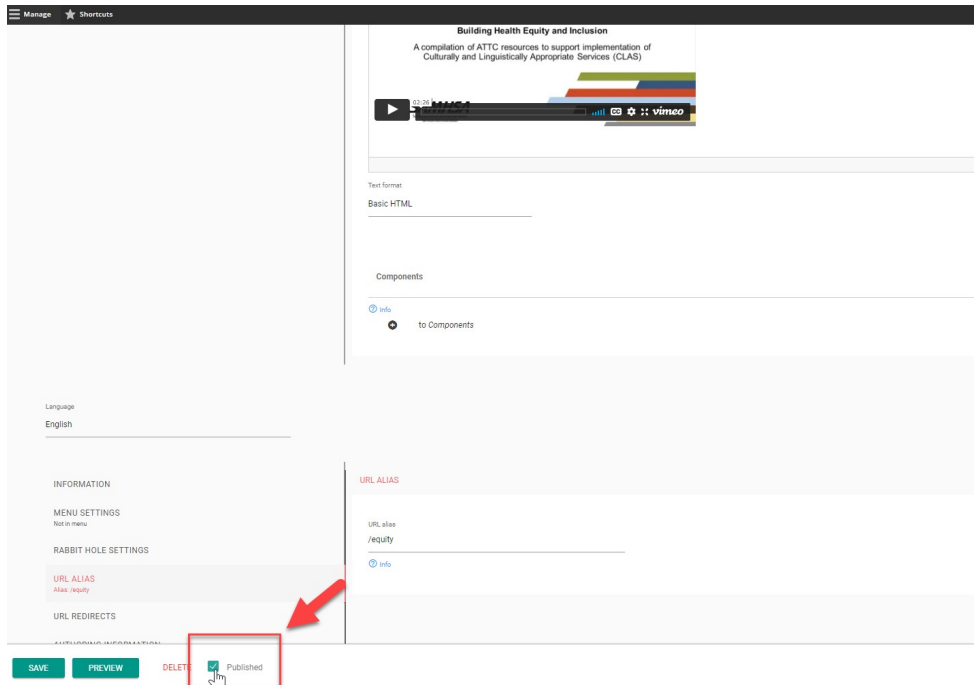 Manage Shortcuts
Building Health Equity and Inclusion
A compilation of ATTC resources to support implementation of
Culturally and Linguistically Appropriate Services (CLAS)
02:26
CC vimeo
Text format
Basic HTML
Components
Info
to Components
Language
English
INFORMATION
URL ALIAS
MENU SETTINGS
Not in menu
URL alias
/equity
RABBIT HOLE SETTINGS
Info
URL ALIAS
Alias: /equity
URL REDIRECTS
AUTHORING INFORMATION
SAVE PREVIEW DELETE Published